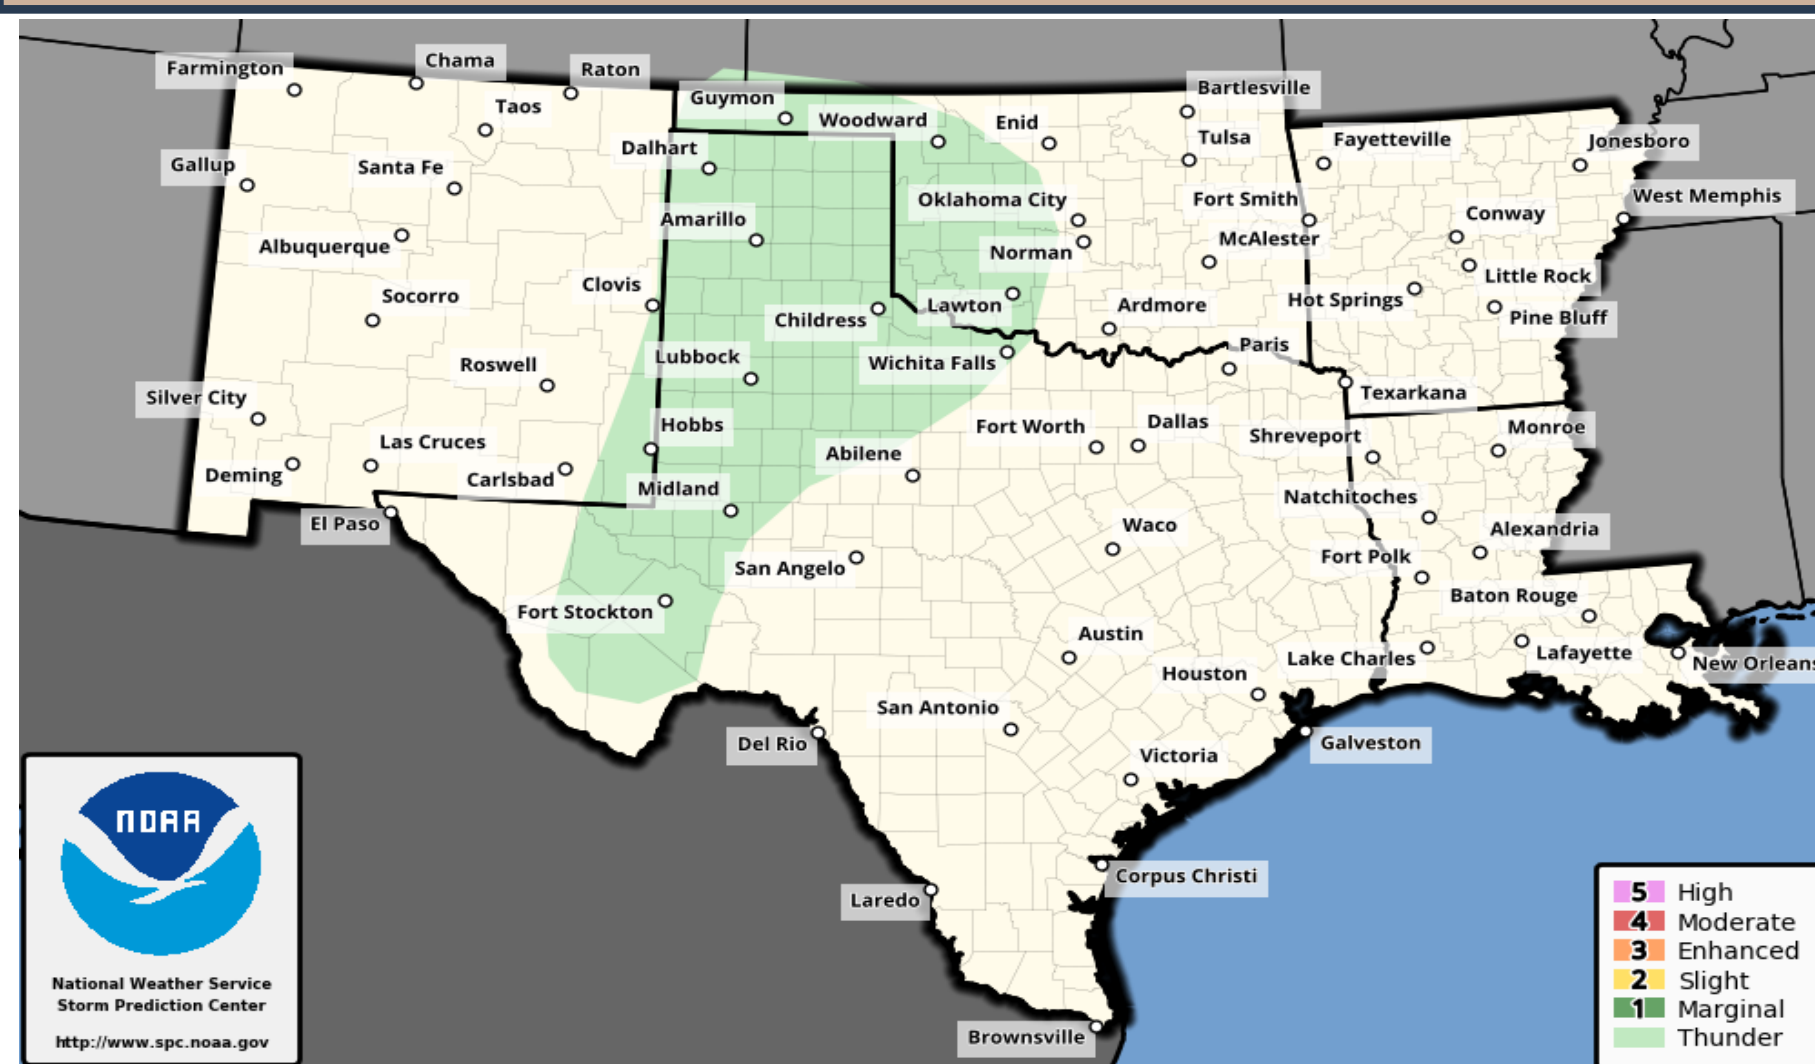 Farmington
Chama
Raton
Taos
Guymon
Woodward
Enid
Bartlesville
Tulsa
Fayetteville
Jonesboro
Dalhart
Gallup
Santa Fe
Oklahoma City
Fort Smith
West Memphis
Conway
Amarillo
Albuquerque
Norman
McAlester
Little Rock
Clovis
Socorro
Childress
Lawton
Ardmore
Hot Springs
Pine Bluff
Roswell
Lubbock
Wichita Falls
Paris
Silver City
Texarkana
Hobbs
Las Cruces
Fort Worth
Dallas
Shreveport
Monroe
Abilene
Deming
Carlsbad
Midland
Natchitoches
El Paso
Waco
Alexandria
San Angelo
Fort Polk
Fort Stockton
Baton Rouge
Austin
Lake Charles
Lafayette
New Orleans
Houston
San Antonio
Del Rio
Victoria
Galveston
Corpus Christi
Laredo
Brownsville
NOAA
National Weather Service
Storm Prediction Center
http://www.spc.noaa.gov
5 High
4 Moderate
3 Enhanced
2 Slight
1 Marginal
Thunder